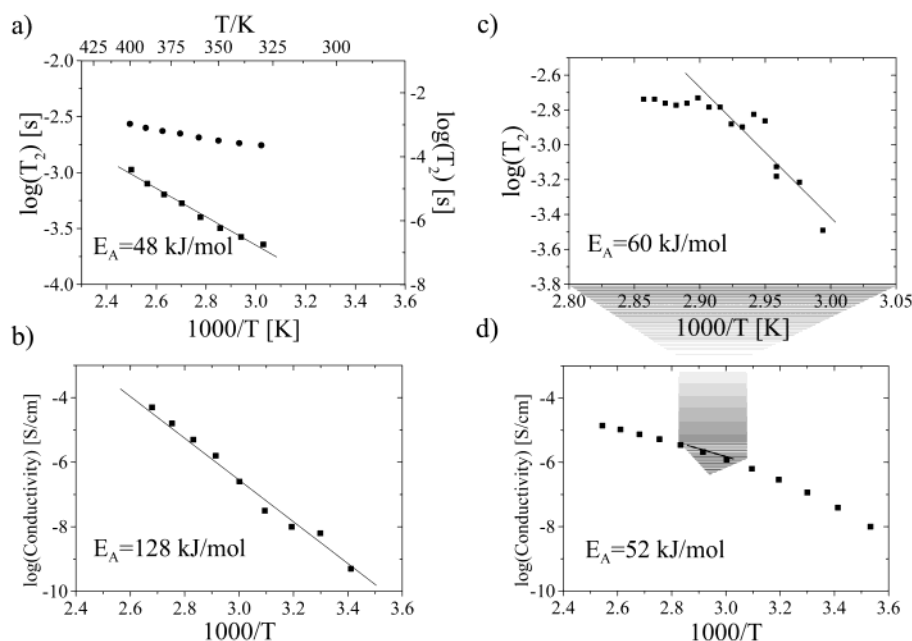 a)
T/K
425 400 375 350 325 300
-2.0
-2.5
-3.0
-3.5
-4.0
log(T2) [s]
-2
-4
-6
-8
log(T2) [s]
EA=48 kJ/mol
2.4 2.6 2.8 3.0 3.2 3.4 3.6
1000/T [K]
c)
-2.6
-2.8
-3.0
-3.2
-3.4
-3.6
-3.8
log(T2)
EA=60 kJ/mol
2.80 2.85 2.90 2.95 3.00 3.05
1000/T [K]
b)
-4
-6
-8
-10
log(Conductivity) [S/cm]
EA=128 kJ/mol
2.4 2.6 2.8 3.0 3.2 3.4 3.6
1000/T
d)
-4
-6
-8
-10
log(Conductivity) [S/cm]
EA=52 kJ/mol
2.4 2.6 2.8 3.0 3.2 3.4 3.6
1000/T